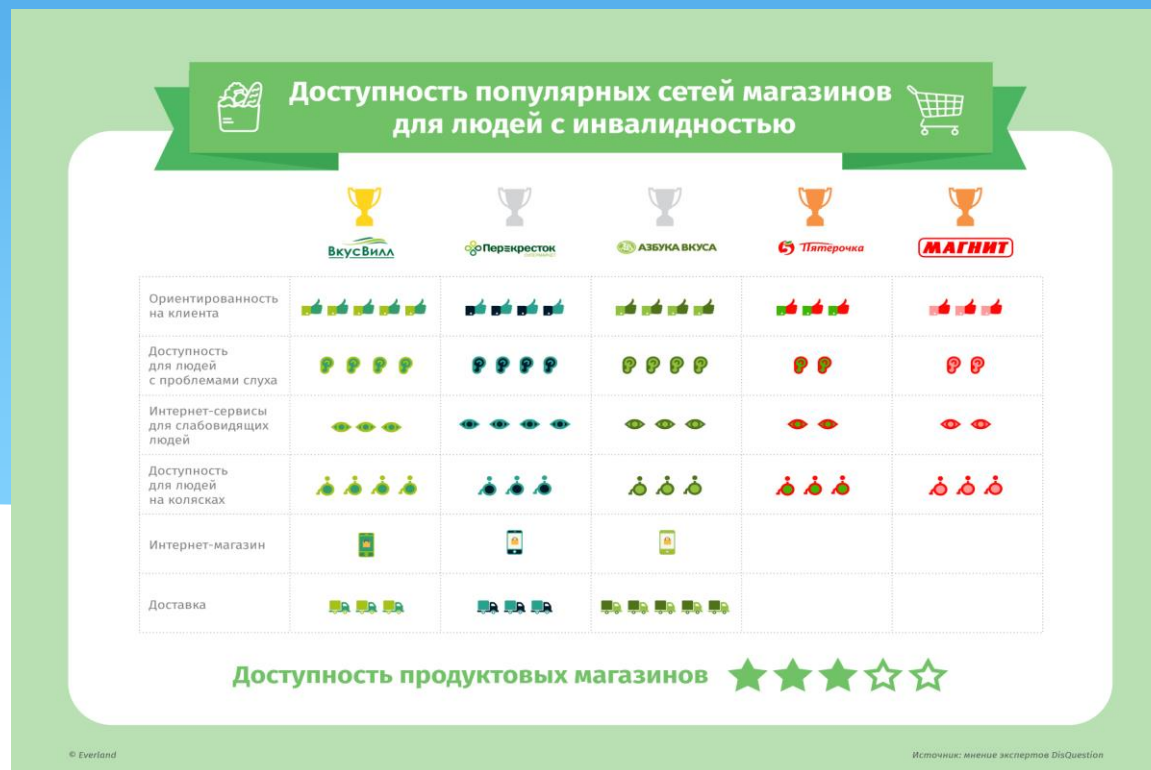 Доступность популярных сетей магазинов
для людей с инвалидностью
ВкусВилл
Перекресток
СУПЕРМАРКЕТ
АЗБУКА ВКУСА
5 Пятёрочка
МАГНИТ
Ориентированность
на клиента
Доступность
для людей
с проблемами слуха
Интернет-сервисы
для слабовидящих
людей
Доступность
для людей
на колясках
Интернет-магазин
Доставка
Доступность продуктовых магазинов
© Everland
Источник: мнение экспертов DisQuestion